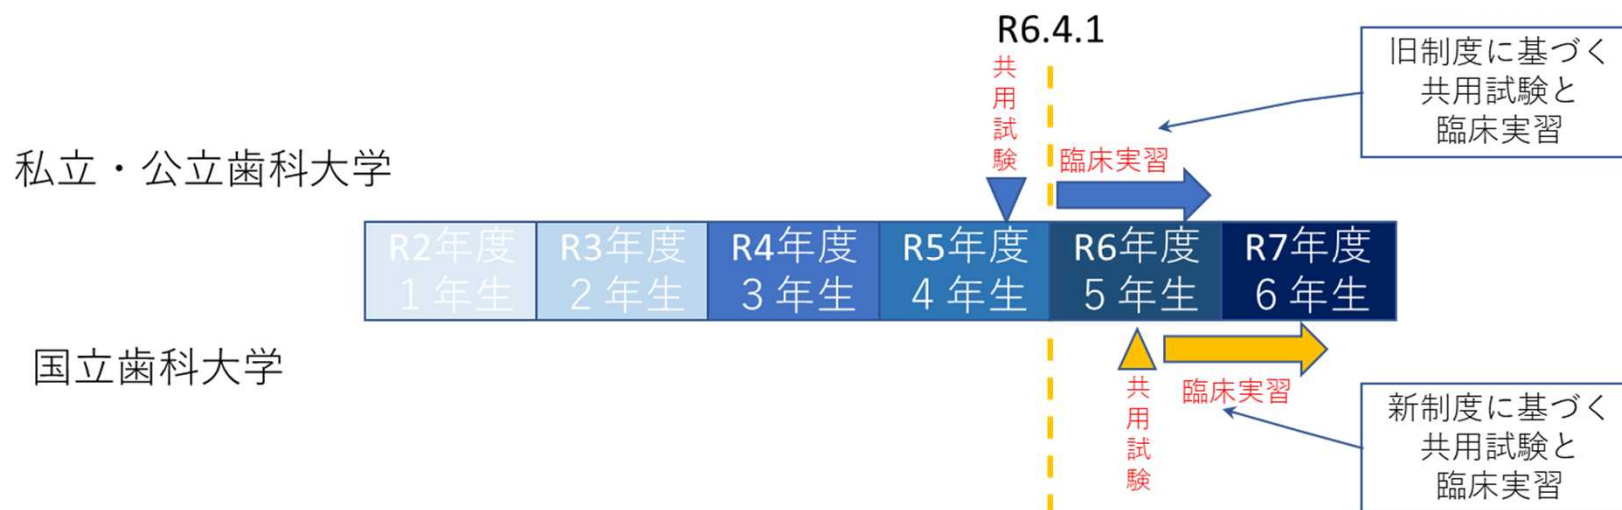 R6.4.1
共用試験
臨床実習
旧制度に基づく
共用試験と
臨床実習
私立・公立歯科大学
R2年度
1年生
R3年度
2年生
R4年度
3年生
R5年度
4年生
R6年度
5年生
R7年度
6年生
国立歯科大学
共用試験
臨床実習
新制度に基づく
共用試験と
臨床実習